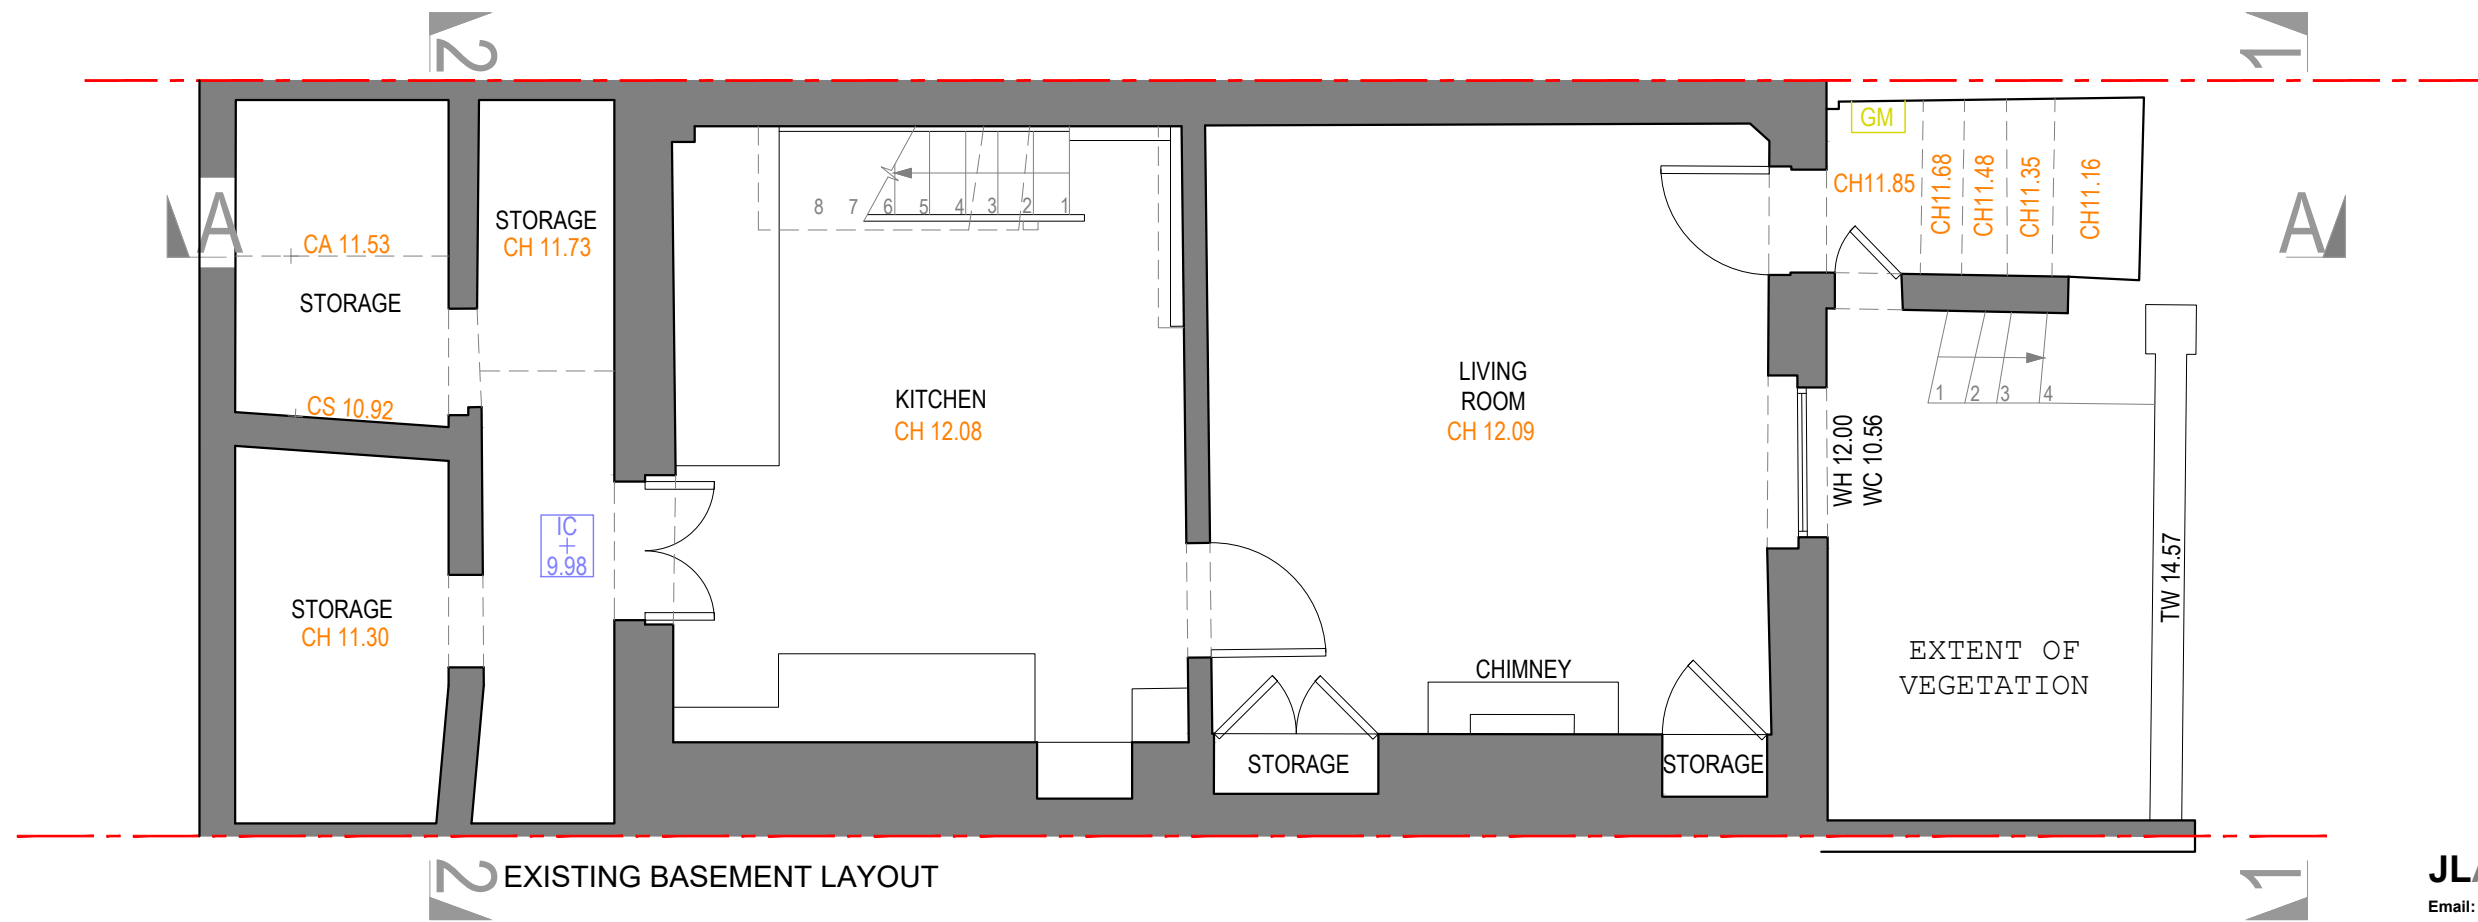 2
1
GM
CH11.85
CH11.68
CH11.48
CH11.35
CH11.16
A
A
STORAGE
CH 11.73
CA 11.53
STORAGE
CS 10.92
8 7 6 5 4 3 2 1
KITCHEN
CH 12.08
LIVING
ROOM
CH 12.09
1 2 3 4
WH 12.00
WC 10.56
IC
9.98
STORAGE
CH 11.30
TW 14.57
EXTENT OF
VEGETATION
CHIMNEY
STORAGE
STORAGE
2
EXISTING BASEMENT LAYOUT
1
JL
Email: